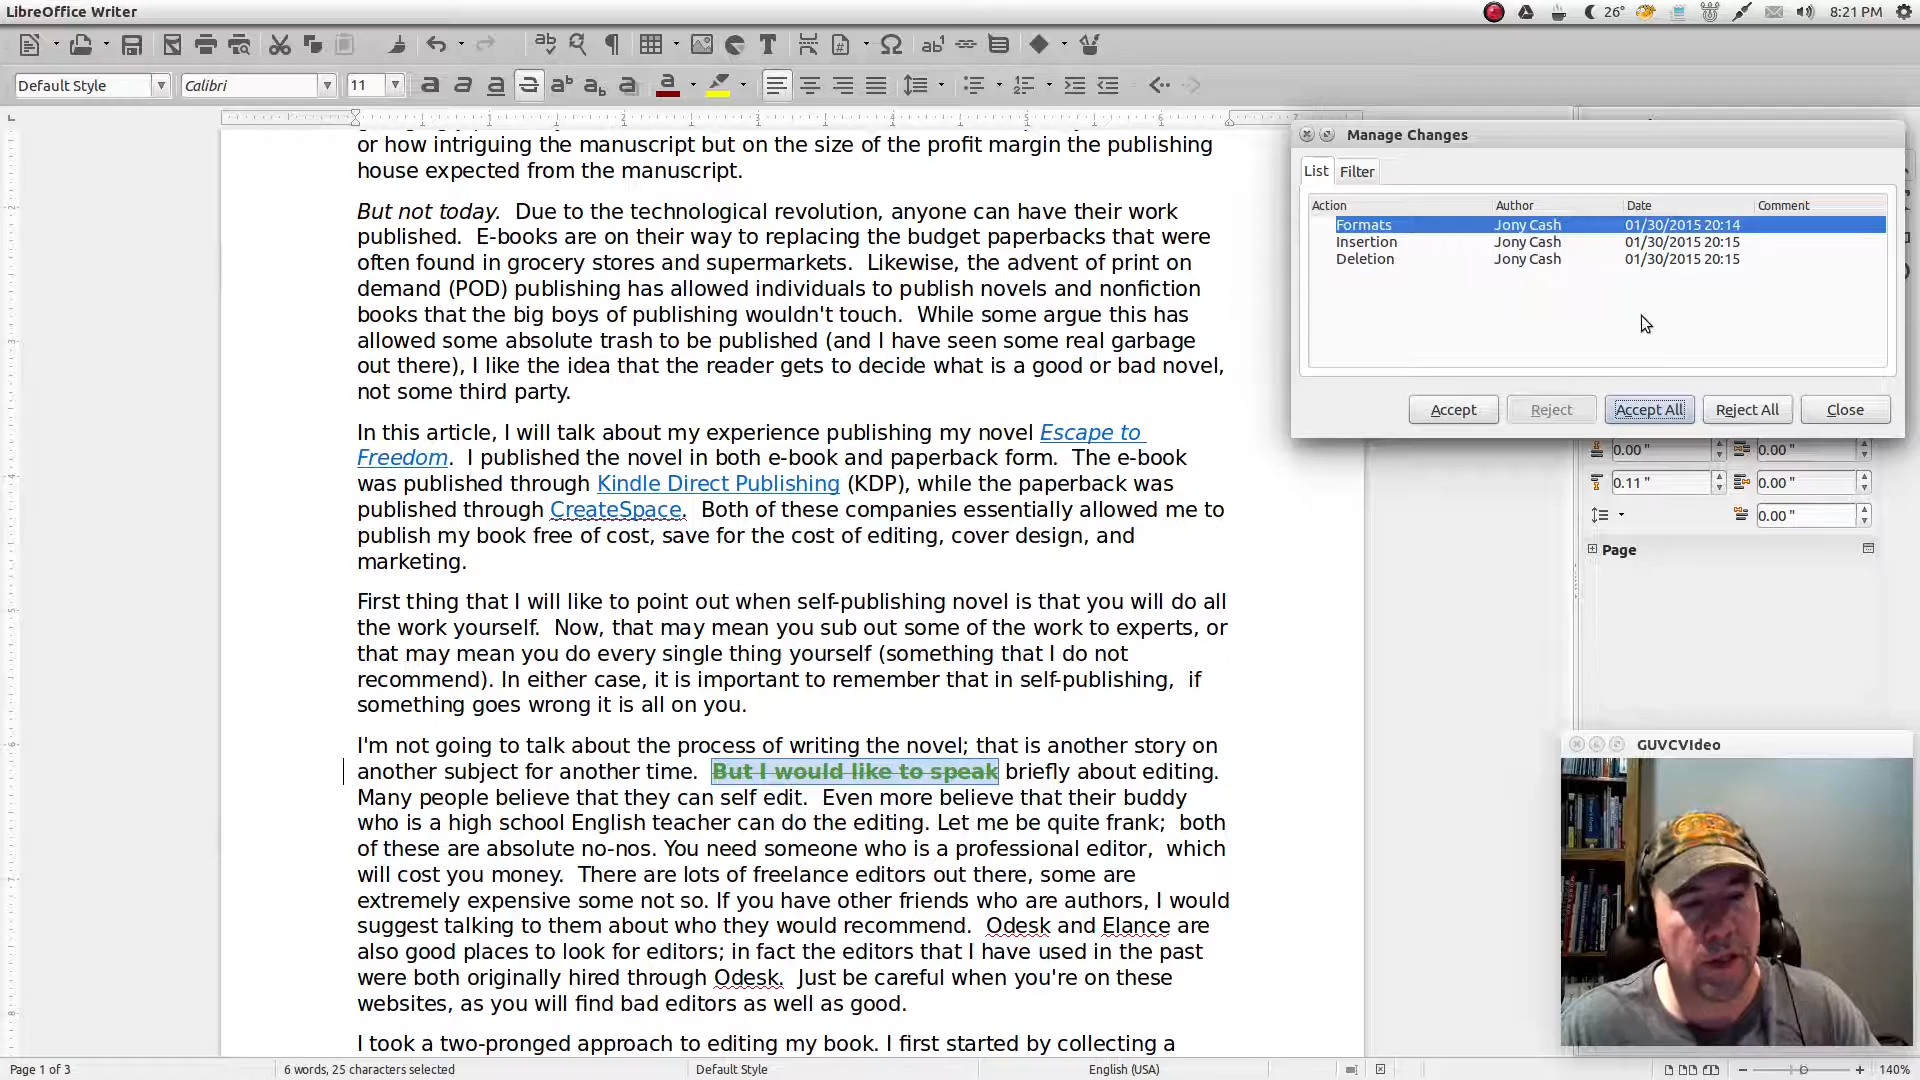 LibreOffice Writer
26°
8:21 PM
Default Style
Calibri
11
or how intriguing the manuscript but on the size of the profit margin the publishing
house expected from the manuscript.
But not today.  Due to the technological revolution, anyone can have their work
published.  E-books are on their way to replacing the budget paperbacks that were
often found in grocery stores and supermarkets.  Likewise, the advent of print on
demand (POD) publishing has allowed individuals to publish novels and nonfiction
books that the big boys of publishing wouldn't touch.  While some argue this has
allowed some absolute trash to be published (and I have seen some real garbage
out there), I like the idea that the reader gets to decide what is a good or bad novel,
not some third party.
In this article, I will talk about my experience publishing my novel Escape to
Freedom.  I published the novel in both e-book and paperback form.  The e-book
was published through Kindle Direct Publishing (KDP), while the paperback was
published through CreateSpace.  Both of these companies essentially allowed me to
publish my book free of cost, save for the cost of editing, cover design, and
marketing.
First thing that I will like to point out when self-publishing novel is that you will do all
the work yourself.  Now, that may mean you sub out some of the work to experts, or
that may mean you do every single thing yourself (something that I do not
recommend). In either case, it is important to remember that in self-publishing,  if
something goes wrong it is all on you.
I'm not going to talk about the process of writing the novel; that is another story on
another subject for another time.  But I would like to speak briefly about editing.
Many people believe that they can self edit.  Even more believe that their buddy
who is a high school English teacher can do the editing. Let me be quite frank;  both
of these are absolute no-nos. You need someone who is a professional editor,  which
will cost you money.  There are lots of freelance editors out there, some are
extremely expensive some not so. If you have other friends who are authors, I would
suggest talking to them about who they would recommend.  Odesk and Elance are
also good places to look for editors; in fact the editors that I have used in the past
were both originally hired through Odesk.  Just be careful when you're on these
websites, as you will find bad editors as well as good.
I took a two-pronged approach to editing my book. I first started by collecting a
Manage Changes
List Filter
Action Author Date Comment
Formats Jony Cash 01/30/2015 20:14
Insertion Jony Cash 01/30/2015 20:15
Deletion Jony Cash 01/30/2015 20:15
Accept Reject Accept All Reject All Close
0.00 " 0.00 "
0.11 " 0.00 "
0.00 "
Page
GUVCVIdeo
Page 1 of 3 6 words, 25 characters selected Default Style English (USA) 140%